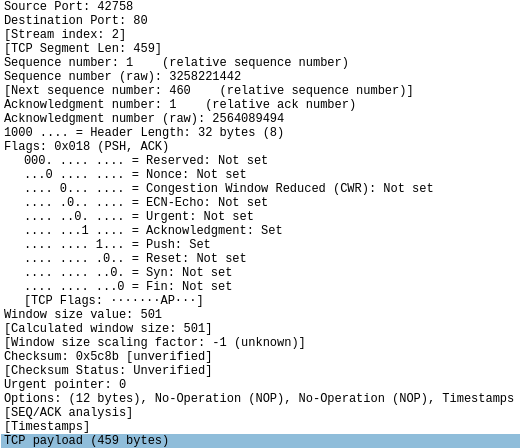 Source Port: 42758
Destination Port: 80
[Stream index: 2]
[TCP Segment Len: 459]
Sequence number: 1    (relative sequence number)
Sequence number (raw): 3258221442
[Next sequence number: 460    (relative sequence number)]
Acknowledgment number: 1    (relative ack number)
Acknowledgment number (raw): 2564089494
1000 .... = Header Length: 32 bytes (8)
Flags: 0x018 (PSH, ACK)
000. .... .... = Reserved: Not set
...0 .... .... = Nonce: Not set
.... 0... .... = Congestion Window Reduced (CWR): Not set
.... .0.. .... = ECN-Echo: Not set
.... ..0. .... = Urgent: Not set
.... ...1 .... = Acknowledgment: Set
.... .... 1... = Push: Set
.... .... .0.. = Reset: Not set
.... .... ..0. = Syn: Not set
.... .... ...0 = Fin: Not set
[TCP Flags: ·······AP···]
Window size value: 501
[Calculated window size: 501]
[Window size scaling factor: -1 (unknown)]
Checksum: 0x5c8b [unverified]
[Checksum Status: Unverified]
Urgent pointer: 0
Options: (12 bytes), No-Operation (NOP), No-Operation (NOP), Timestamps
[SEQ/ACK analysis]
[Timestamps]
TCP payload (459 bytes)